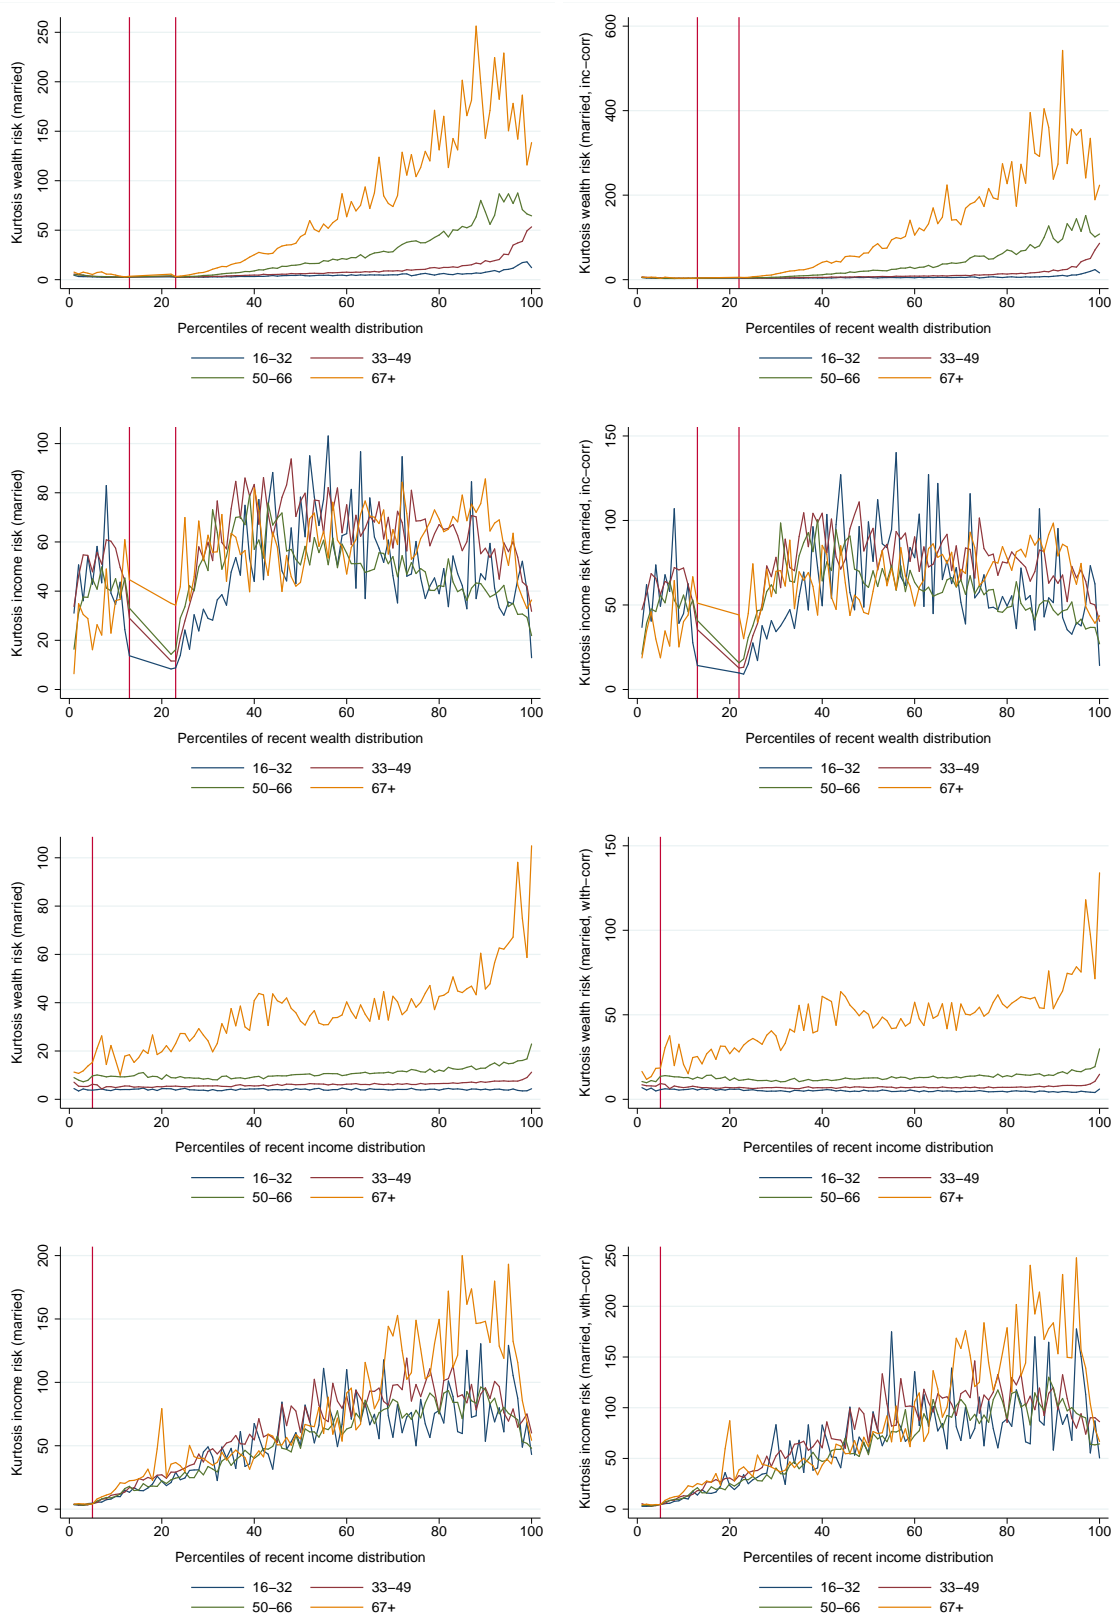 Kurtosis wealth risk (married)
250
200
150
100
50
0
0 20 40 60 80 100
Percentiles of recent wealth distribution
16−32 33−49
50−66 67+
Kurtosis wealth risk (married, inc−corr)
600
400
200
0
0 20 40 60 80 100
Percentiles of recent wealth distribution
16−32 33−49
50−66 67+
Kurtosis income risk (married)
100
80
60
40
20
0
0 20 40 60 80 100
Percentiles of recent wealth distribution
16−32 33−49
50−66 67+
Kurtosis income risk (married, inc−corr)
150
100
50
0
0 20 40 60 80 100
Percentiles of recent wealth distribution
16−32 33−49
50−66 67+
Kurtosis wealth risk (married)
100
80
60
40
20
0
0 20 40 60 80 100
Percentiles of recent income distribution
16−32 33−49
50−66 67+
Kurtosis wealth risk (married, wlth−corr)
150
100
50
0
0 20 40 60 80 100
Percentiles of recent income distribution
16−32 33−49
50−66 67+
Kurtosis income risk (married)
200
150
100
50
0
0 20 40 60 80 100
Percentiles of recent income distribution
16−32 33−49
50−66 67+
Kurtosis income risk (married, wlth−corr)
250
200
150
100
50
0
0 20 40 60 80 100
Percentiles of recent income distribution
16−32 33−49
50−66 67+